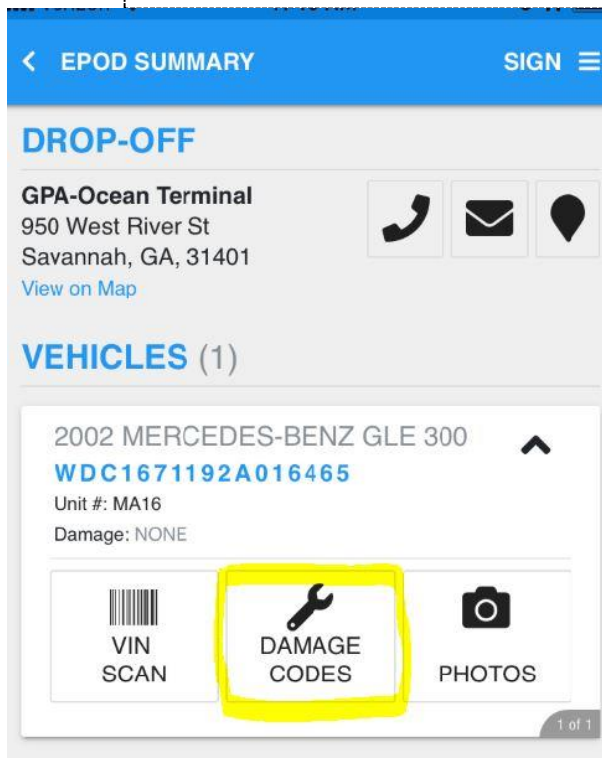 EPOD SUMMARY SIGN
DROP-OFF
GPA-Ocean Terminal
950 West River St
Savannah, GA, 31401
View on Map
VEHICLES (1)
2002 MERCEDES-BENZ GLE 300
WDC1671192A016465
Unit #: MA16
Damage: NONE
VIN
SCAN
DAMAGE
CODES
PHOTOS
1 of 1